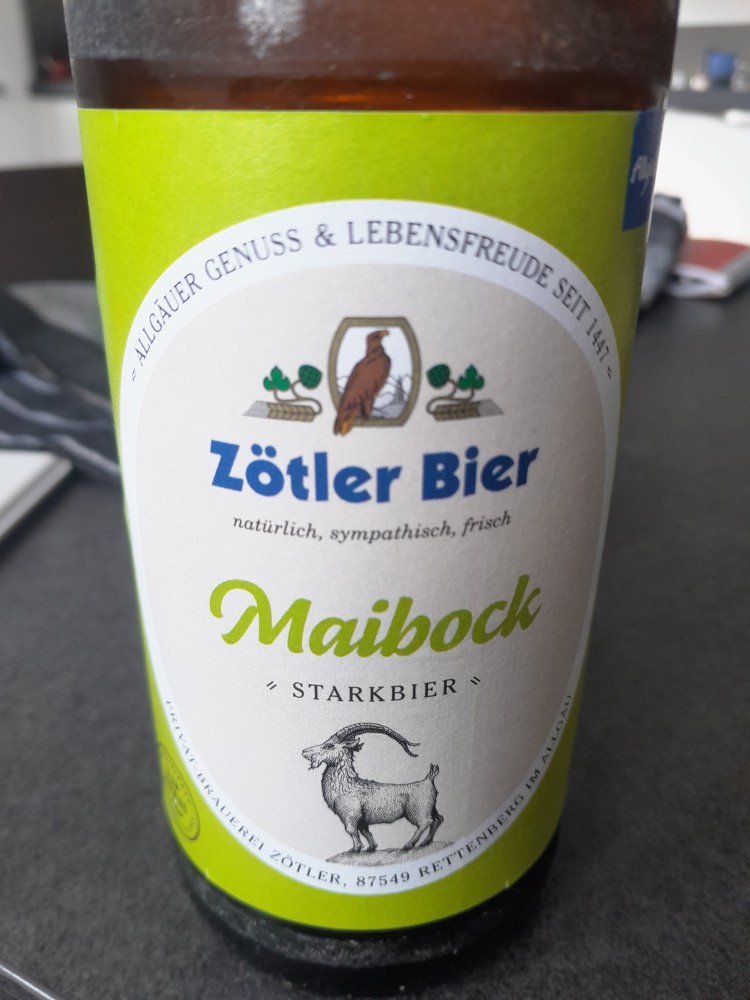 = ALLGÄUER GENUSS & LEBENSFREUDE SEIT 1447 =
Zötler Bier
natürlich, sympathisch, frisch
Maibock
" STARKBIER "
PRIVAT-BRAUEREI ZÖTLER, 87549 RETTENBERG IM ALLGÄU